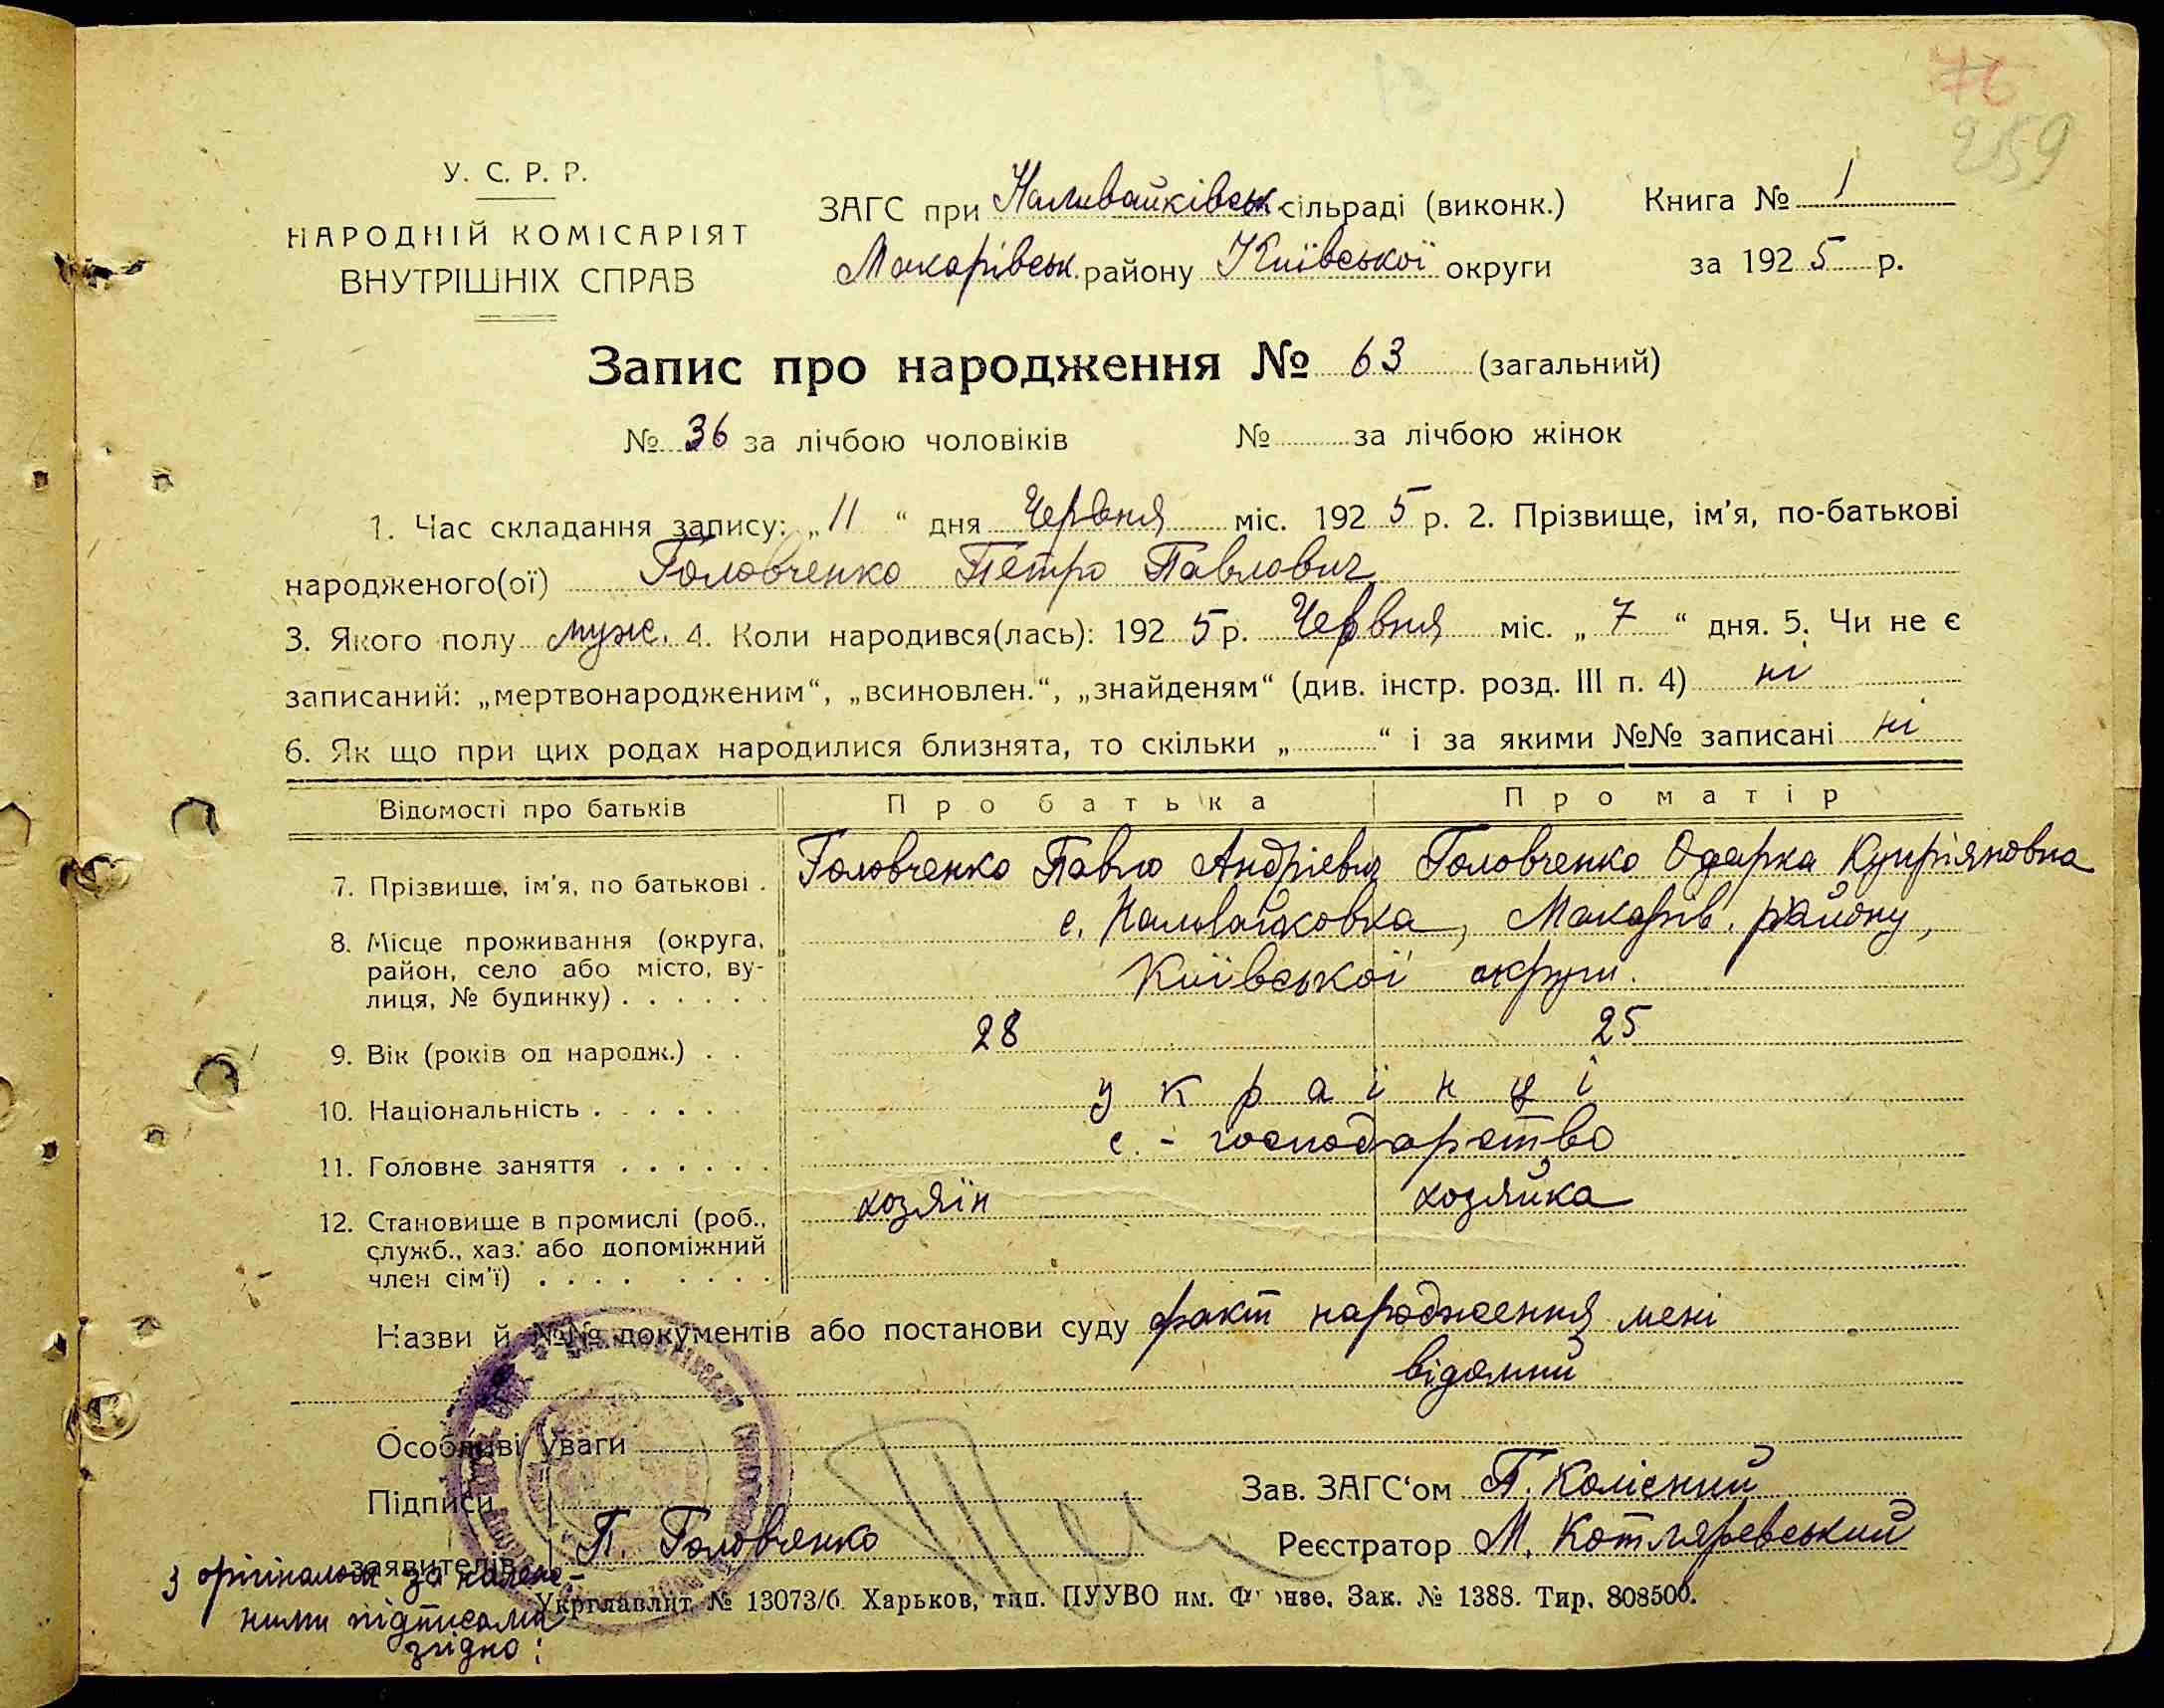 76
259
У. С. Р. Р.
НАРОДНІЙ КОМІСАРІЯТ
ВНУТРІШНІХ СПРАВ
ЗАГС при Наливайківськ. сільраді (виконк.) Книга № 1
Макарівськ. району Київської округи за 1925 р.
Запис про народження № 63 (загальний)
№ 36 за лічбою чоловіків № за лічбою жінок
1. Час складання запису: „11“ дня Червня міс. 1925 р. 2. Прізвище, ім'я, по-батькові
народженого(ої) Головченко Петро Павлович
3. Якого полу муж. 4. Коли народився(лась): 1925 р. Червня міс. „7“ дня. 5. Чи не є
записаний: „мертвонародженим“, „всиновлен.“, „знайденям“ (див. інстр. розд. III п. 4) ні
6. Як що при цих родах народилися близнята, то скільки „ “ і за якими №№ записані ні
Відомості про батьків Про батька Про матір
7. Прізвище, ім'я, по батькові . Головченко Павло Андрієвич Головченко Одарка Купріяновна
8. Місце проживання (округа, с. Наливайковка, Макарів. району,
район, село або місто, ву- Київської округи.
лиця, № будинку) . . . . . .
9. Вік (років од народж.) . . 28 25
10. Національність . . . . . . українці
11. Головне заняття . . . . . . с. - господарство
12. Становище в промислі (роб., хозяїн хозяйка
служб., хаз. або допоміжний
член сім'ї) . . . . . . . .
Назви й №№ документів або постанови суду факт народження мені
відомий
Особливі уваги
Підписи Зав. ЗАГС'ом П. Колісний
заявителів П. Головченко Реєстратор М. Котляревський
Укрглавліт № 13073/б. Харьков, тип. ПУУВО им. Фрунзе. Зак. № 1388. Тир. 808500.
З орігіналом за належ-
ними підписами
згідно: